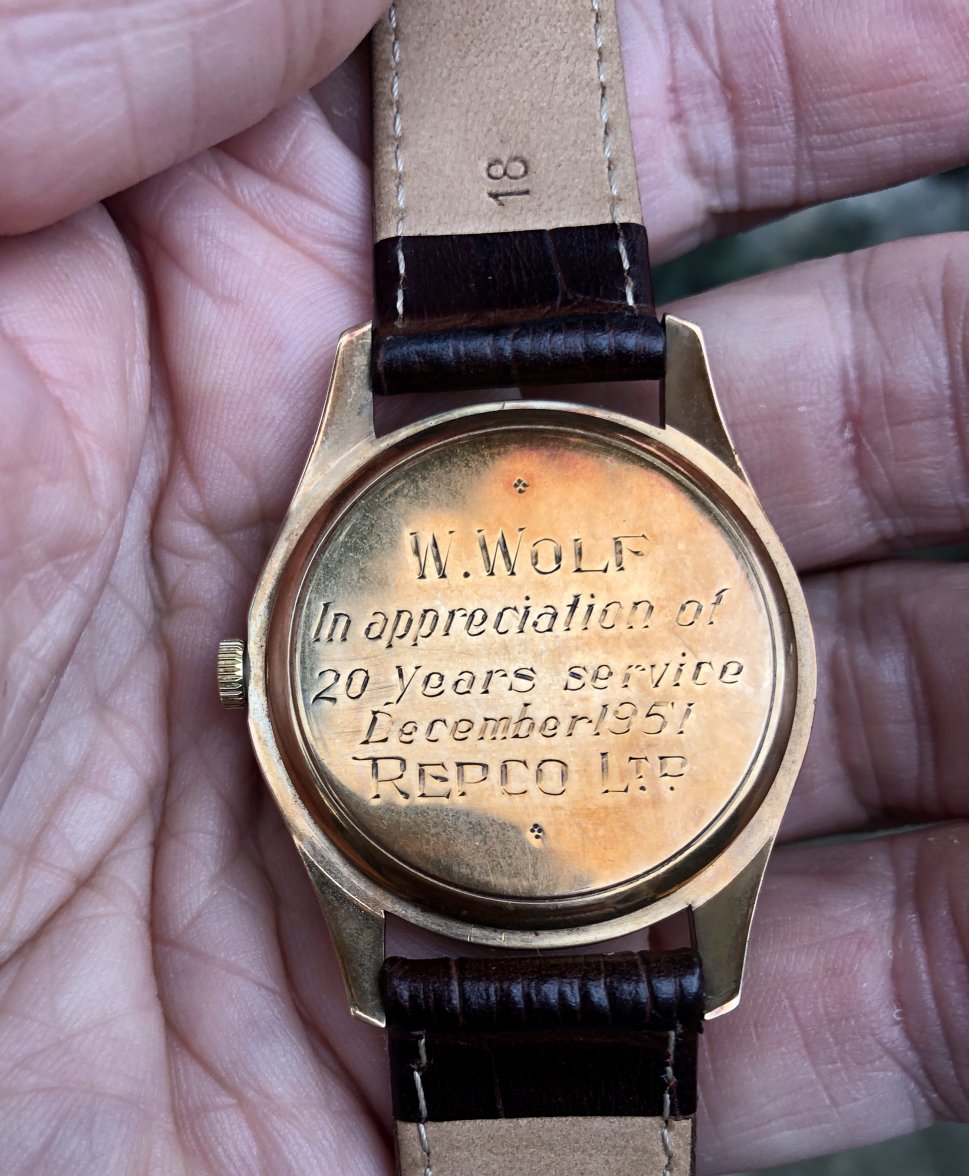 18
W. WOLF
In appreciation of
20 Years service
December 1951
REPCO LTD